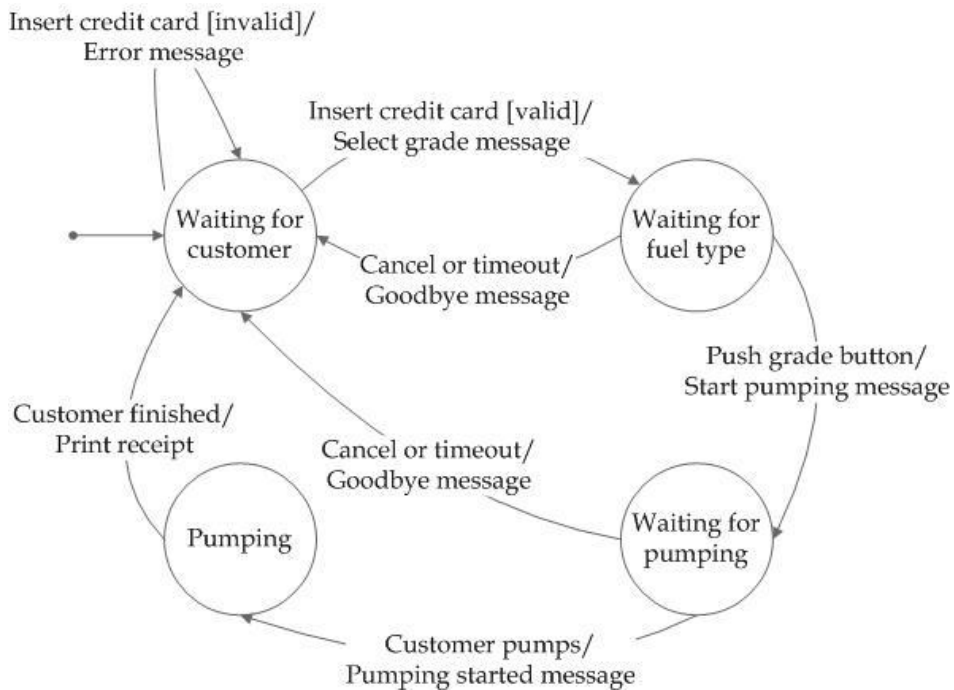 Insert credit card [invalid]/
Error message
Insert credit card [valid]/
Select grade message
Waiting for
customer
Waiting for
fuel type
Cancel or timeout/
Goodbye message
Push grade button/
Start pumping message
Customer finished/
Print receipt
Cancel or timeout/
Goodbye message
Pumping
Waiting for
pumping
Customer pumps/
Pumping started message